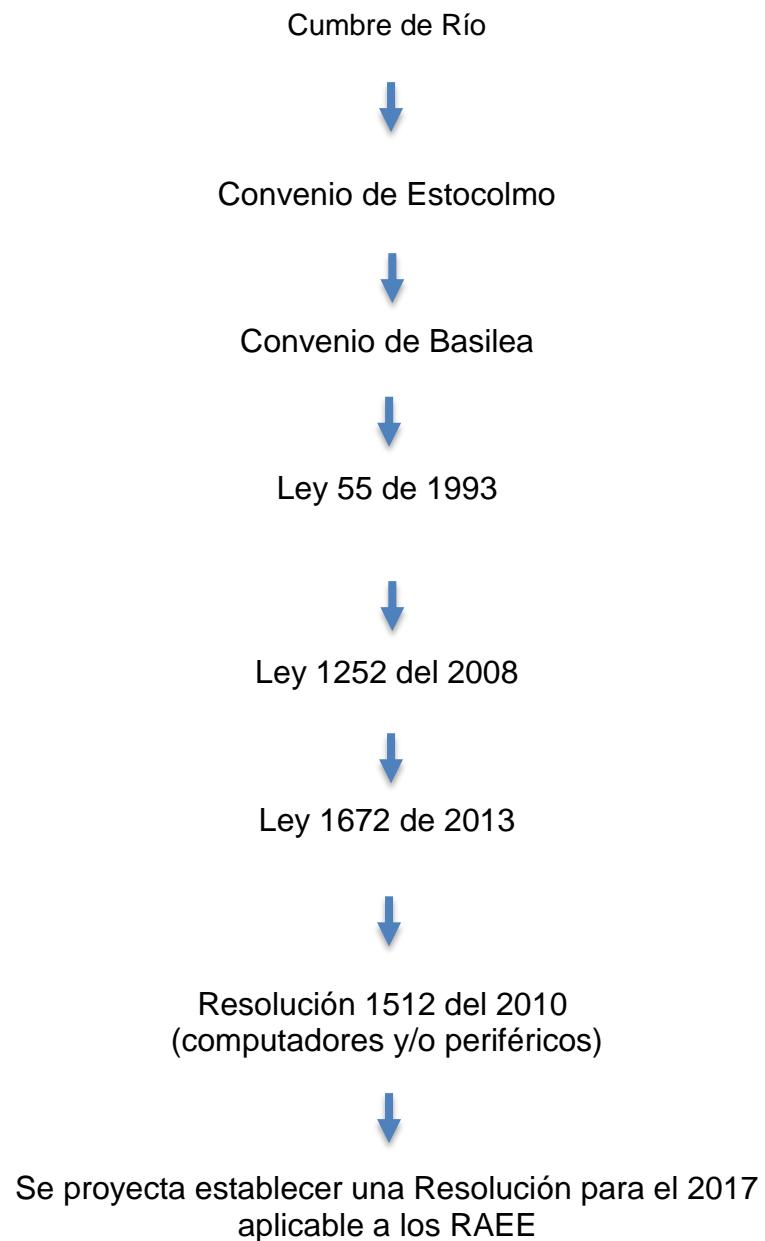 Cumbre de Río
Convenio de Estocolmo
Convenio de Basilea
Ley 55 de 1993
Ley 1252 del 2008
Ley 1672 de 2013
Resolución 1512 del 2010
(computadores y/o periféricos)
Se proyecta establecer una Resolución para el 2017
aplicable a los RAEE